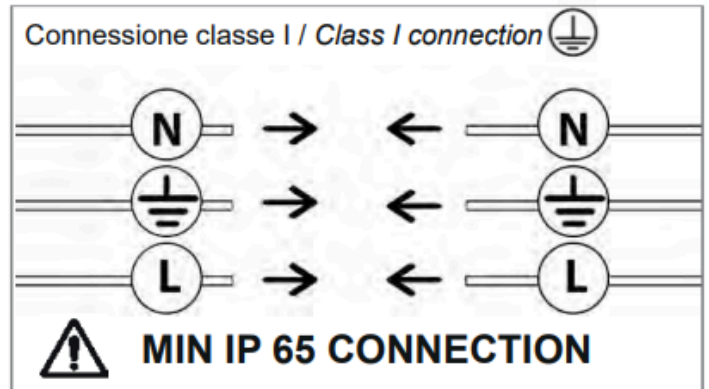 Connessione classe I / Class I connection
N N
L L
MIN IP 65 CONNECTION